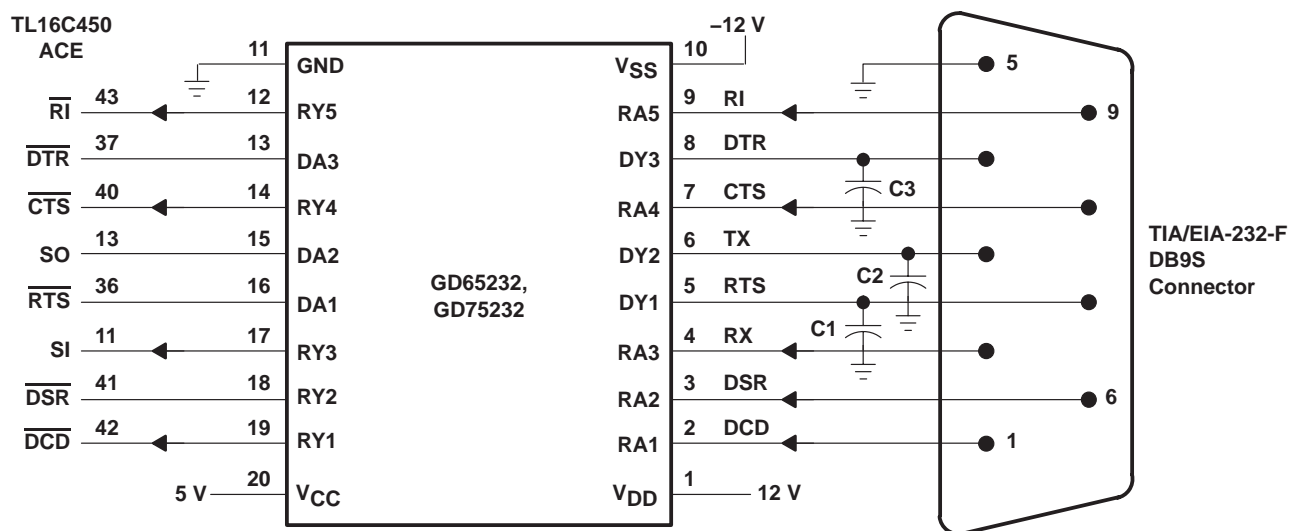 TL16C450
ACE
–12 V
11 GND VSS 10 5
RI 43 12 RY5 RA5 9 RI 9
DTR 37 13 DA3 DY3 8 DTR
C3
CTS 40 14 RY4 RA4 7 CTS
SO 13 15 DA2 DY2 6 TX
C2
RTS 36 16 DA1 DY1 5 RTS
C1
SI 11 17 RY3 RA3 4 RX
DSR 41 18 RY2 RA2 3 DSR 6
DCD 42 19 RY1 RA1 2 DCD 1
5 V 20 VCC VDD 1 12 V
GD65232,
GD75232
TIA/EIA-232-F
DB9S
Connector